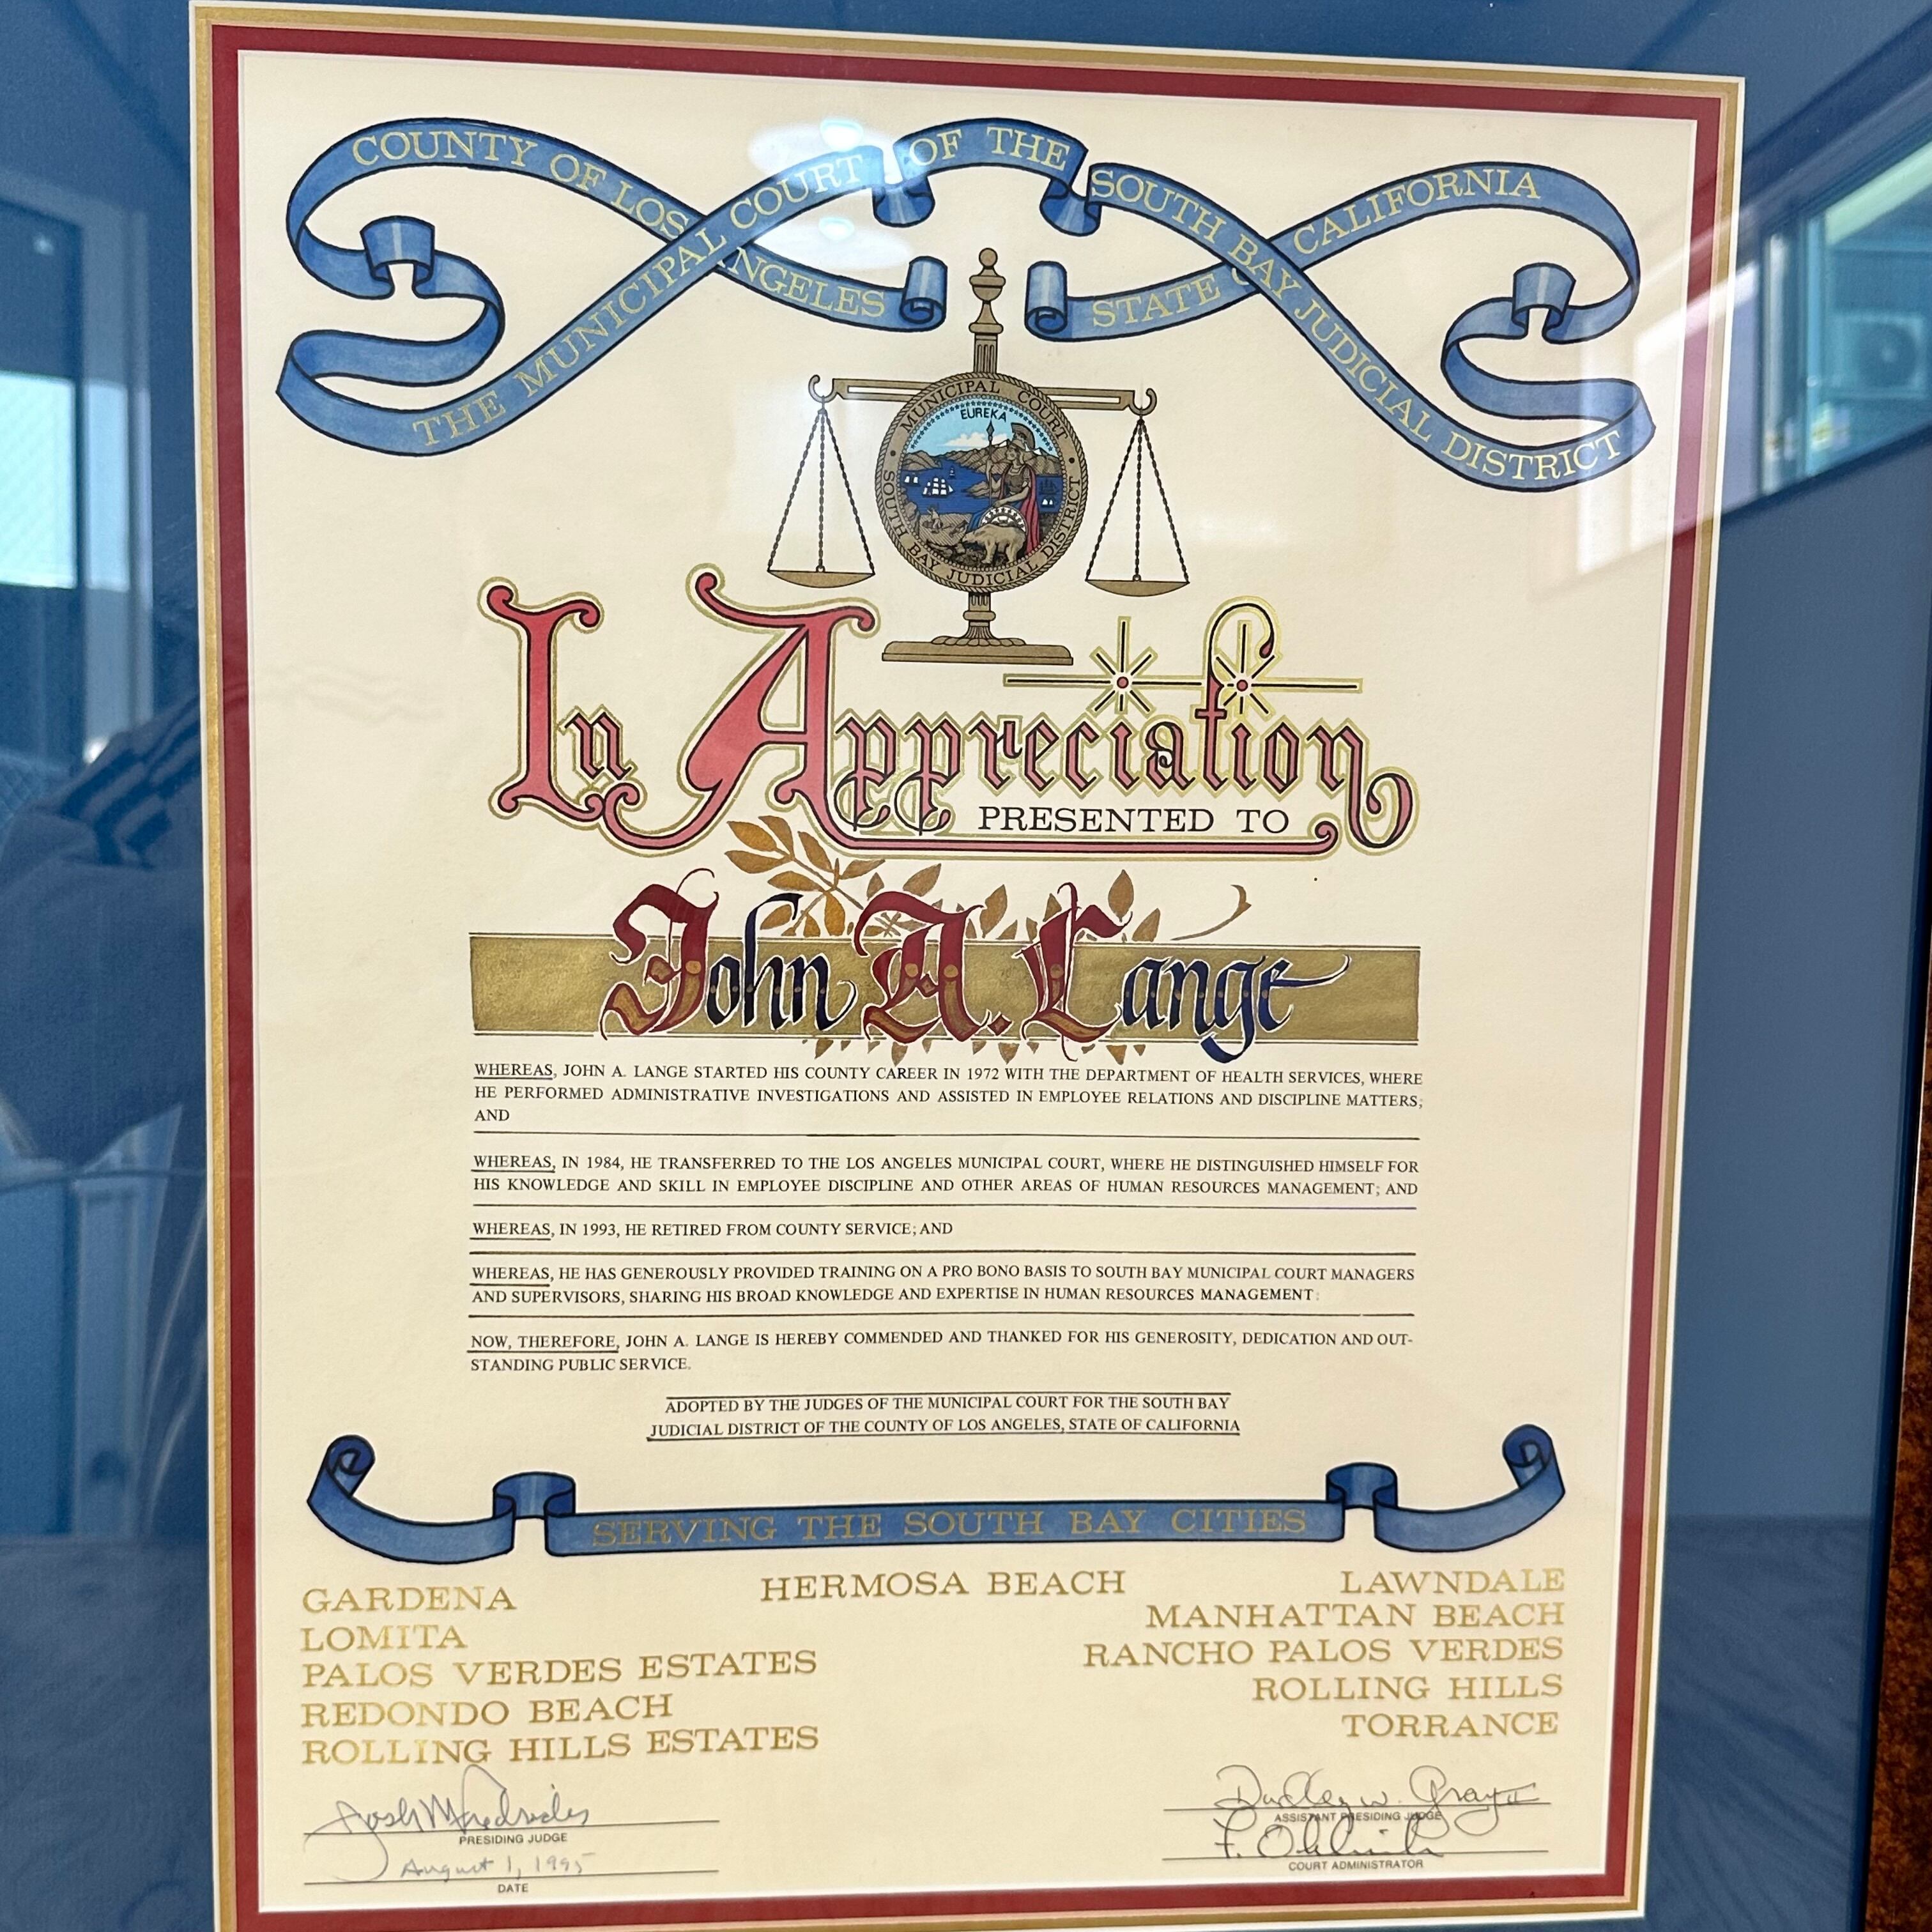 COUNTY OF LOS ANGELES
STATE CALIFORNIA
THE MUNICIPAL COURT OF THE SOUTH BAY JUDICIAL DISTRICT
MUNICIPAL COURT
EUREKA
SOUTH BAY JUDICIAL DISTRICT
In Appreciation
PRESENTED TO
John A. Lange
WHEREAS, JOHN A. LANGE STARTED HIS COUNTY CAREER IN 1972 WITH THE DEPARTMENT OF HEALTH SERVICES, WHERE
HE PERFORMED ADMINISTRATIVE INVESTIGATIONS AND ASSISTED IN EMPLOYEE RELATIONS AND DISCIPLINE MATTERS;
AND
WHEREAS, IN 1984, HE TRANSFERRED TO THE LOS ANGELES MUNICIPAL COURT, WHERE HE DISTINGUISHED HIMSELF FOR
HIS KNOWLEDGE AND SKILL IN EMPLOYEE DISCIPLINE AND OTHER AREAS OF HUMAN RESOURCES MANAGEMENT; AND
WHEREAS, IN 1993, HE RETIRED FROM COUNTY SERVICE; AND
WHEREAS, HE HAS GENEROUSLY PROVIDED TRAINING ON A PRO BONO BASIS TO SOUTH BAY MUNICIPAL COURT MANAGERS
AND SUPERVISORS, SHARING HIS BROAD KNOWLEDGE AND EXPERTISE IN HUMAN RESOURCES MANAGEMENT:
NOW, THEREFORE, JOHN A. LANGE IS HEREBY COMMENDED AND THANKED FOR HIS GENEROSITY, DEDICATION AND OUT-
STANDING PUBLIC SERVICE.
ADOPTED BY THE JUDGES OF THE MUNICIPAL COURT FOR THE SOUTH BAY
JUDICIAL DISTRICT OF THE COUNTY OF LOS ANGELES, STATE OF CALIFORNIA
SERVING THE SOUTH BAY CITIES
GARDENA
LOMITA
PALOS VERDES ESTATES
REDONDO BEACH
ROLLING HILLS ESTATES
HERMOSA BEACH
LAWNDALE
MANHATTAN BEACH
RANCHO PALOS VERDES
ROLLING HILLS
TORRANCE
PRESIDING JUDGE
August 1, 1995
DATE
Dudley W. Gray II
ASSISTANT PRESIDING JUDGE
COURT ADMINISTRATOR